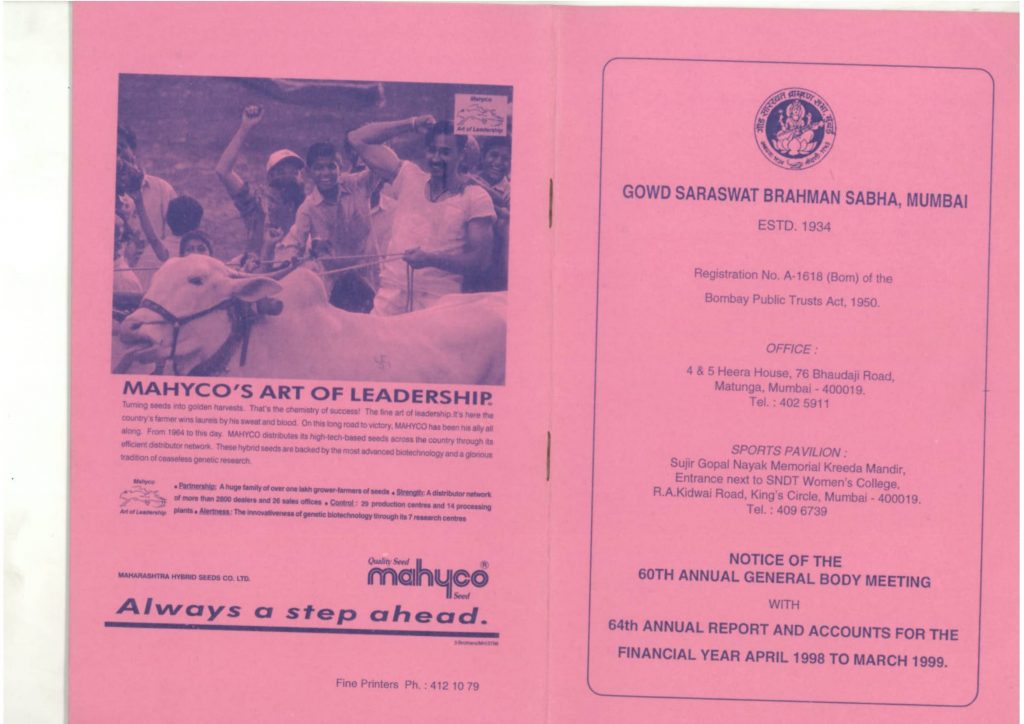 Mahyco
Art of Leadership
MAHYCO'S ART OF LEADERSHIP
Turning seeds into golden harvests. That's the chemistry of success! The fine art of leadership.It's here the
country's farmer wins laurels by his sweat and blood. On this long road to victory, MAHYCO has been his ally all
along. From 1964 to this day. MAHYCO distributes its high-tech-based seeds across the country through its
efficient distributor network. These hybrid seeds are backed by the most advanced biotechnology and a glorious
tradition of ceaseless genetic research.
Mahyco
Art of Leadership
• Partnership: A huge family of over one lakh grower-farmers of seeds • Strength: A distributor network
of more than 2800 dealers and 26 sales offices • Control : 29 production centres and 14 processing
plants • Alertness : The innovativeness of genetic biotechnology through its 7 research centres
MAHARASHTRA HYBRID SEEDS CO. LTD.
Quality Seed
mahyco ®
Seed
Always a step ahead.
Fine Printers Ph. : 412 10 79
गौड सारस्वत ब्राह्मण सभा, मुंबई
GOWD SARASWAT BRAHMAN SABHA, MUMBAI
ESTD. 1934
Registration No. A-1618 (Bom) of the
Bombay Public Trusts Act, 1950.
OFFICE :
4 & 5 Heera House, 76 Bhaudaji Road,
Matunga, Mumbai - 400019.
Tel. : 402 5911
SPORTS PAVILION :
Sujir Gopal Nayak Memorial Kreeda Mandir,
Entrance next to SNDT Women's College,
R.A.Kidwai Road, King's Circle, Mumbai - 400019.
Tel. : 409 6739
NOTICE OF THE
60TH ANNUAL GENERAL BODY MEETING
WITH
64th ANNUAL REPORT AND ACCOUNTS FOR THE
FINANCIAL YEAR APRIL 1998 TO MARCH 1999.